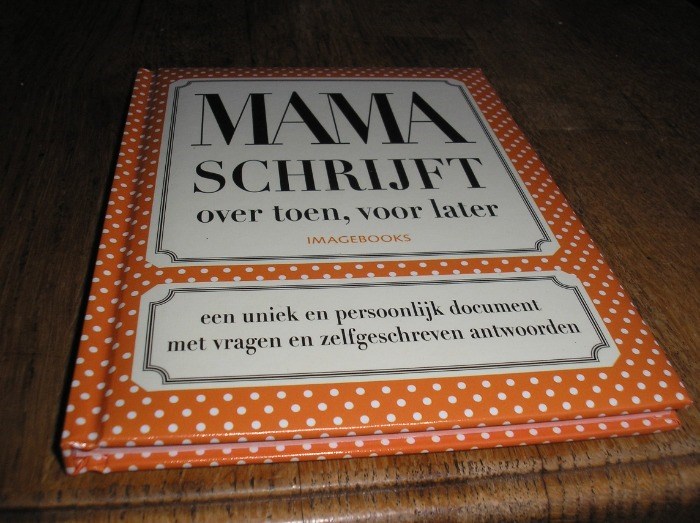 MAMA
SCHRIJFT
over toen, voor later
IMAGEBOOKS
een uniek en persoonlijk document
met vragen en zelfgeschreven antwoorden